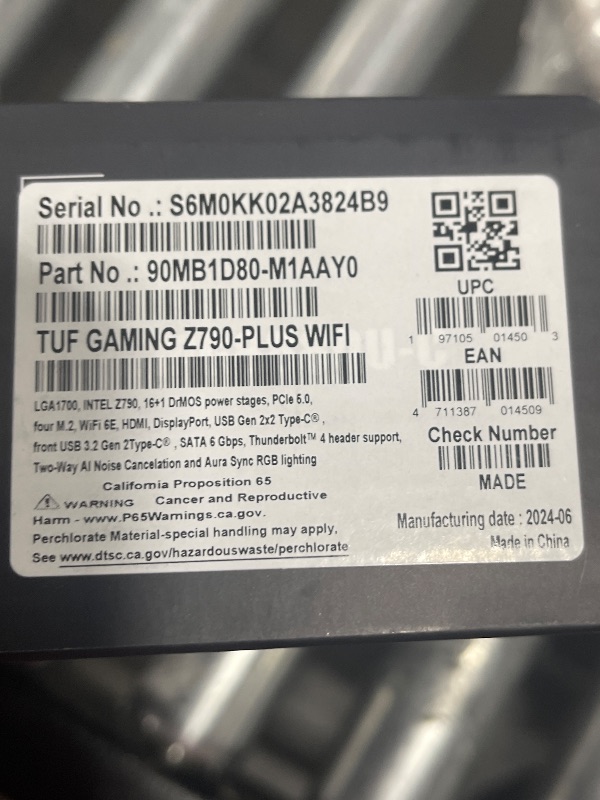 Serial No .: S6M0KK02A3824B9
Part No .: 90MB1D80-M1AAY0
TUF GAMING Z790-PLUS WIFI
LGA1700, INTEL Z790, 16+1 DrMOS power stages, PCIe 5.0,
four M.2, WiFi 6E, HDMI, DisplayPort, USB Gen 2x2 Type-C®,
front USB 3.2 Gen 2Type-C® , SATA 6 Gbps, Thunderbolt™ 4 header support,
Two-Way AI Noise Cancelation and Aura Sync RGB lighting
California Proposition 65
WARNING Cancer and Reproductive
Harm - www.P65Warnings.ca.gov.
Perchlorate Material-special handling may apply,
See www.dtsc.ca.gov/hazardouswaste/perchlorate
UPC
1 97105 01450 3
EAN
4 711387 014509
Check Number
MADE
Manufacturing date : 2024-06
Made in China